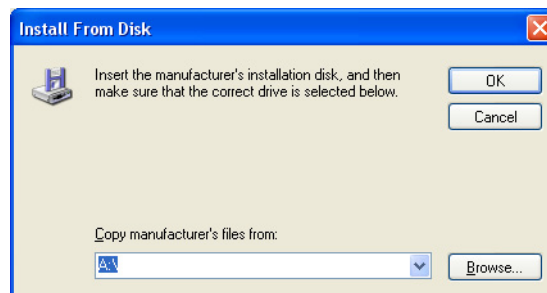 Install From Disk
Insert the manufacturer's installation disk, and then
make sure that the correct drive is selected below.
OK
Cancel
Copy manufacturer's files from:
A:\
Browse...